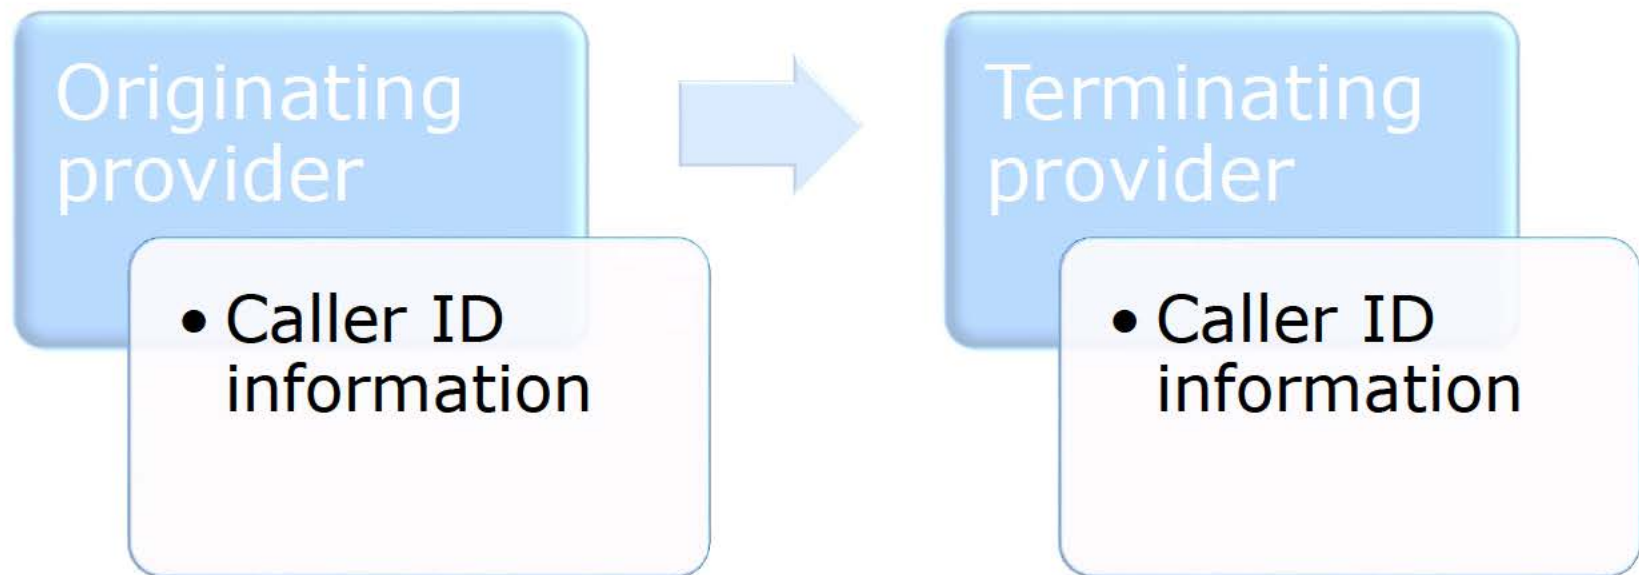 Originating
provider
• Caller ID
information
Terminating
provider
• Caller ID
information